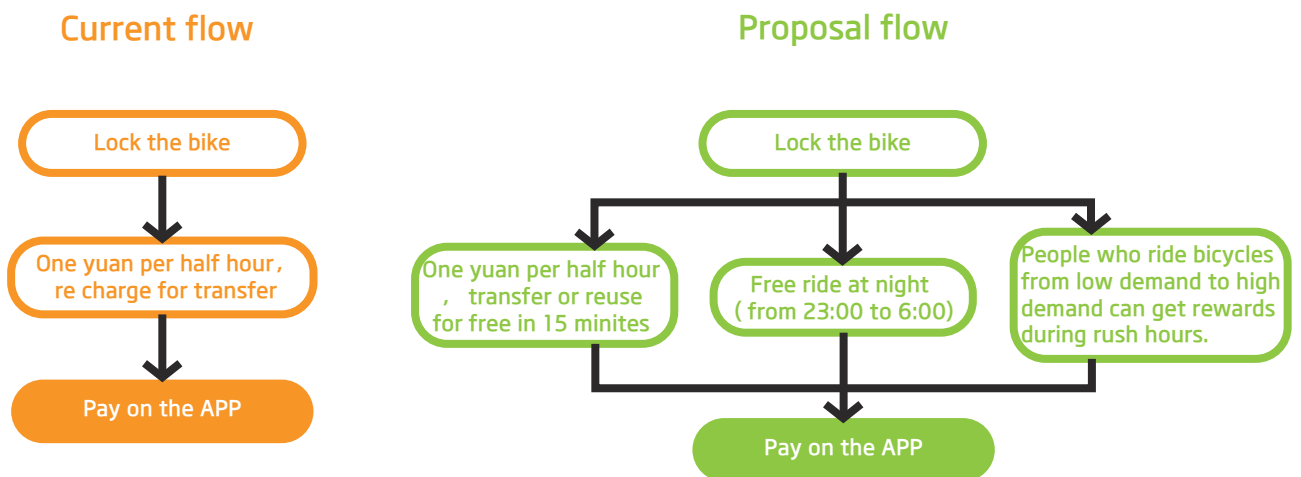 Current flow
Lock the bike
One yuan per half hour,
re charge for transfer
Pay on the APP
Proposal flow
Lock the bike
One yuan per half hour
, transfer or reuse
for free in 15 minites
Free ride at night
( from 23:00 to 6:00)
People who ride bicycles
from low demand to high
demand can get rewards
during rush hours.
Pay on the APP